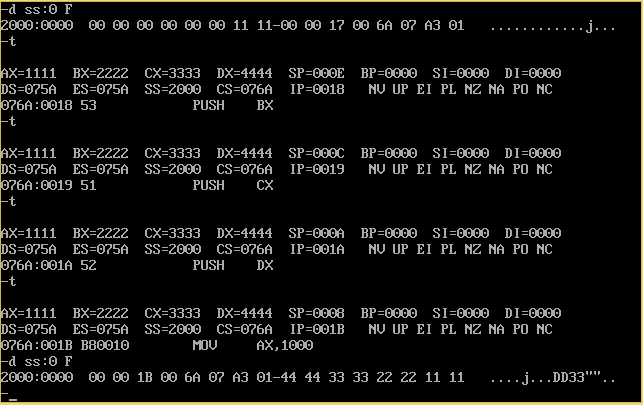 -d ss:0 F
2000:0000  00 00 00 00 00 00 11 11-00 00 17 00 6A 07 A3 01   ............j...
-t

AX=1111  BX=2222  CX=3333  DX=4444  SP=000E  BP=0000  SI=0000  DI=0000
DS=075A  ES=075A  SS=2000  CS=076A  IP=0018   NV UP EI PL NZ NA PO NC
076A:0018 53            PUSH    BX
-t

AX=1111  BX=2222  CX=3333  DX=4444  SP=000C  BP=0000  SI=0000  DI=0000
DS=075A  ES=075A  SS=2000  CS=076A  IP=0019   NV UP EI PL NZ NA PO NC
076A:0019 51            PUSH    CX
-t

AX=1111  BX=2222  CX=3333  DX=4444  SP=000A  BP=0000  SI=0000  DI=0000
DS=075A  ES=075A  SS=2000  CS=076A  IP=001A   NV UP EI PL NZ NA PO NC
076A:001A 52            PUSH    DX
-t

AX=1111  BX=2222  CX=3333  DX=4444  SP=0008  BP=0000  SI=0000  DI=0000
DS=075A  ES=075A  SS=2000  CS=076A  IP=001B   NV UP EI PL NZ NA PO NC
076A:001B B80010        MOV     AX,1000
-d ss:0 F
2000:0000  00 00 1B 00 6A 07 A3 01-44 44 33 33 22 22 11 11   ....j...DD33""..
-_